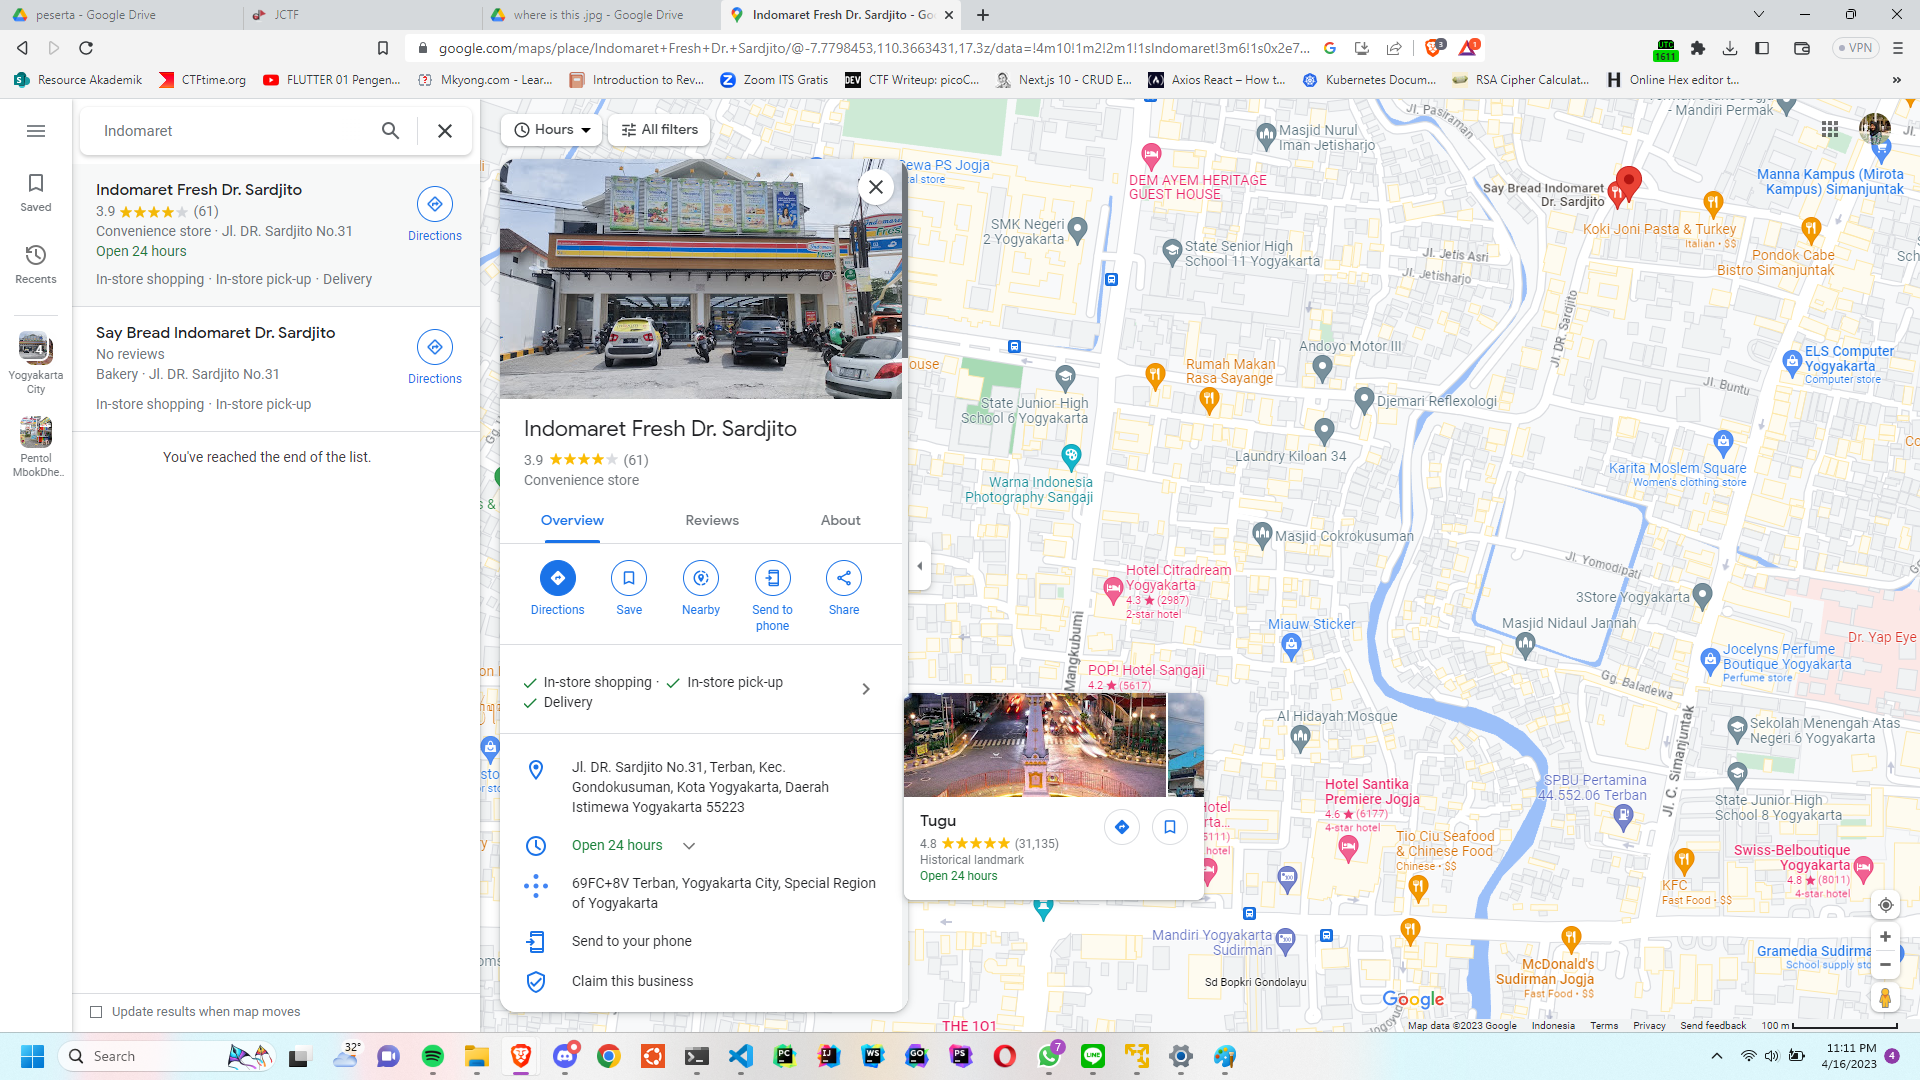 peserta - Google Drive
JCTF
where is this .jpg - Google Drive
Indomaret Fresh Dr. Sardjito - Go
google.com/maps/place/Indomaret+Fresh+Dr.+Sardjito/@-7.7798453,110.3663431,17.3z/data=!4m10!1m2!2m1!1sIndomaret!3m6!1s0x2e7...
3
1
UTC
1611
VPN
Resource Akademik
CTFtime.org
FLUTTER 01 Pengen...
Mkyong.com - Lear...
Introduction to Rev...
Zoom ITS Gratis
DEV
CTF Writeup: picoC...
Next.js 10 - CRUD E...
Axios React – How t...
Kubernetes Docum...
RSA Cipher Calculat...
Online Hex editor t...
Indomaret
Saved
Recents
4
Yogyakarta
City
Pentol
MbokDhe..
Indomaret Fresh Dr. Sardjito
3.9 (61)
Convenience store · Jl. DR. Sardjito No.31
Open 24 hours
In-store shopping · In-store pick-up · Delivery
Directions
Say Bread Indomaret Dr. Sardjito
No reviews
Bakery · Jl. DR. Sardjito No.31
In-store shopping · In-store pick-up
Directions
You've reached the end of the list.
Update results when map moves
Hours
All filters
Indomaret Fresh Dr. Sardjito
3.9 (61)
Convenience store
Overview
Reviews
About
Directions
Save
Nearby
Send to
phone
Share
In-store shopping · In-store pick-up
Delivery
Jl. DR. Sardjito No.31, Terban, Kec.
Gondokusuman, Kota Yogyakarta, Daerah
Istimewa Yogyakarta 55223
Open 24 hours
69FC+8V Terban, Yogyakarta City, Special Region
of Yogyakarta
Send to your phone
Claim this business
Jl. Pasiraman
- Mandiri Permak
Masjid Nurul
Iman Jetisharjo
Dewa PS Jogja
DEM AYEM HERITAGE
GUEST HOUSE
Manna Kampus (Mirota
Kampus) Simanjuntak
Say Bread Indomaret
Dr. Sardjito
SMK Negeri
2 Yogyakarta
State Senior High
School 11 Yogyakarta
Koki Joni Pasta & Turkey
Italian · $$
Jl. Jetis Asri
Jl. Jetisharjo
Pondok Cabe
Bistro Simanjuntak
Jl. DR. Sardjito
Andoyo Motor III
ELS Computer
Yogyakarta
Computer store
Rumah Makan
Rasa Sayange
Jl. Buntu
State Junior High
School 6 Yogyakarta
Djemari Reflexologi
Laundry Kiloan 34
Karita Moslem Square
Women's clothing store
Warna Indonesia
Photography Sangaji
Masjid Cokrokusuman
Jl. Yomodipati
Hotel Citradream
Yogyakarta
4.3 (2987)
2-star hotel
3Store Yogyakarta
Miauw Sticker
Masjid Nidaul Jannah
Dr. Yap Eye
Mangkubumi
POP! Hotel Sangaji
4.2 (5617)
Jocelyns Perfume
Boutique Yogyakarta
Perfume store
Gg. Baladewa
Al Hidayah Mosque
Sekolah Menengah Atas
Negeri 6 Yogyakarta
Jl. C. Simanjuntak
SPBU Pertamina
44.552.06 Terban
Hotel Santika
Premiere Jogja
4.6 (6177)
4-star hotel
State Junior High
School 8 Yogyakarta
Tugu
4.8 (31,135)
Historical landmark
Open 24 hours
Tio Ciu Seafood
& Chinese Food
Chinese · $$
Swiss-Belboutique
Yogyakarta
4.8 (8011)
4-star hotel
KFC
Fast Food · $$
Mandiri Yogyakarta
Sudirman
Gramedia Sudirma
School supply sto
McDonald's
Sudirman Jogja
Fast Food · $$
Sd Bopkri Gondolayu
THE 101
Google
Map data ©2023 Google
Indonesia
Terms
Privacy
Send feedback
100 m
Search
32°
7
11:11 PM
4/16/2023
4